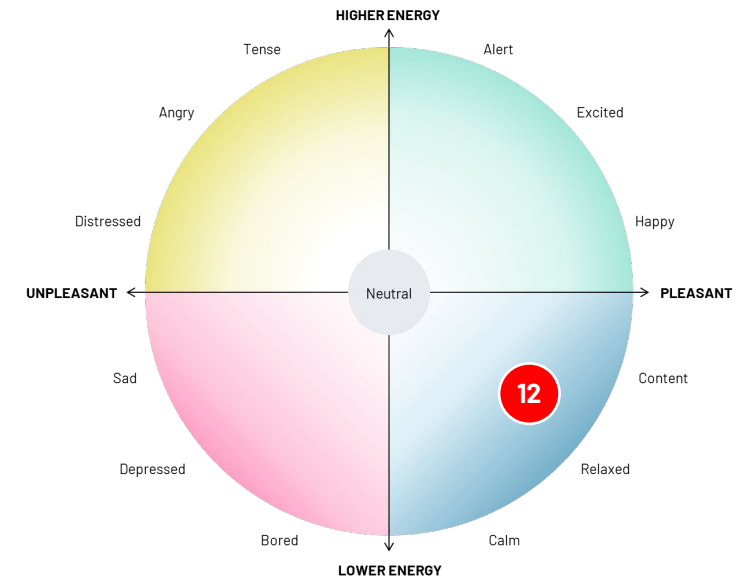 HIGHER ENERGY
Tense
Alert
Angry
Excited
Distressed
Happy
UNPLEASANT
Neutral
PLEASANT
Sad
Content
12
Depressed
Relaxed
Bored
Calm
LOWER ENERGY